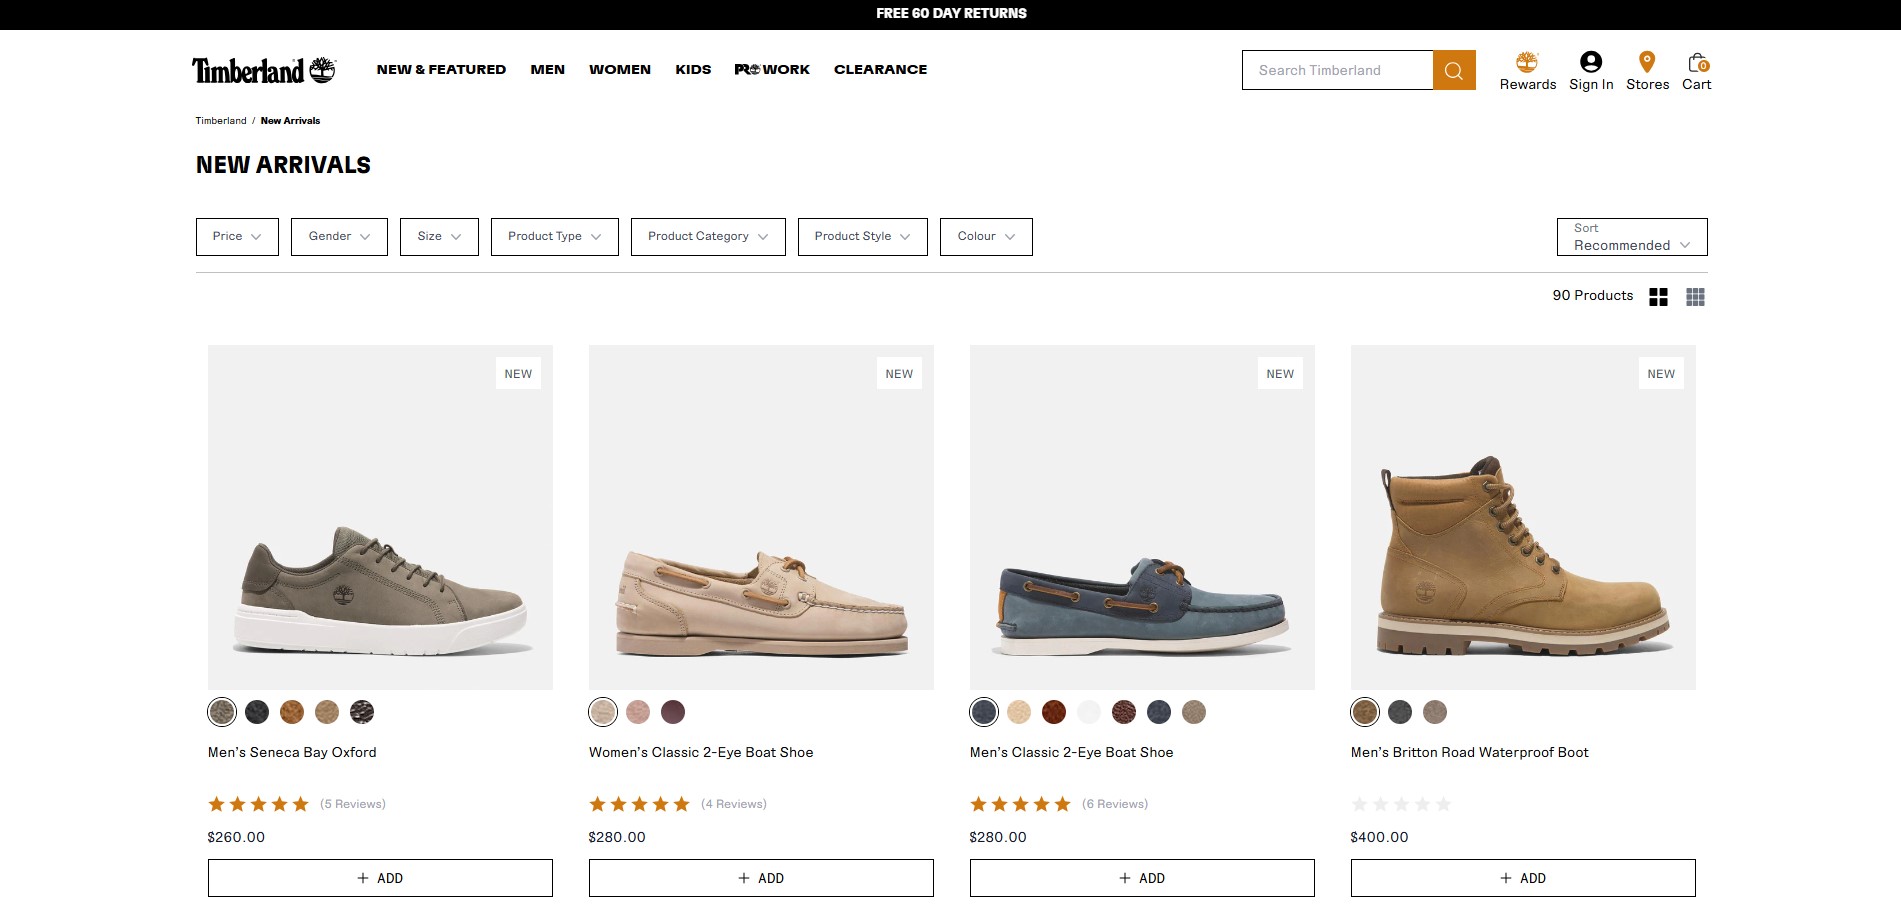 FREE 60 DAY RETURNS
Timberland
NEW & FEATURED MEN WOMEN KIDS PRO WORK CLEARANCE
Search Timberland
Rewards Sign In Stores 0 Cart
Timberland / New Arrivals
NEW ARRIVALS
Price Gender Size Product Type Product Category Product Style Colour
Sort
Recommended
90 Products
NEW NEW NEW NEW
Men's Seneca Bay Oxford
(5 Reviews)
$260.00
+ ADD
Women's Classic 2-Eye Boat Shoe
(4 Reviews)
$280.00
+ ADD
Men's Classic 2-Eye Boat Shoe
(6 Reviews)
$280.00
+ ADD
Men's Britton Road Waterproof Boot
$400.00
+ ADD